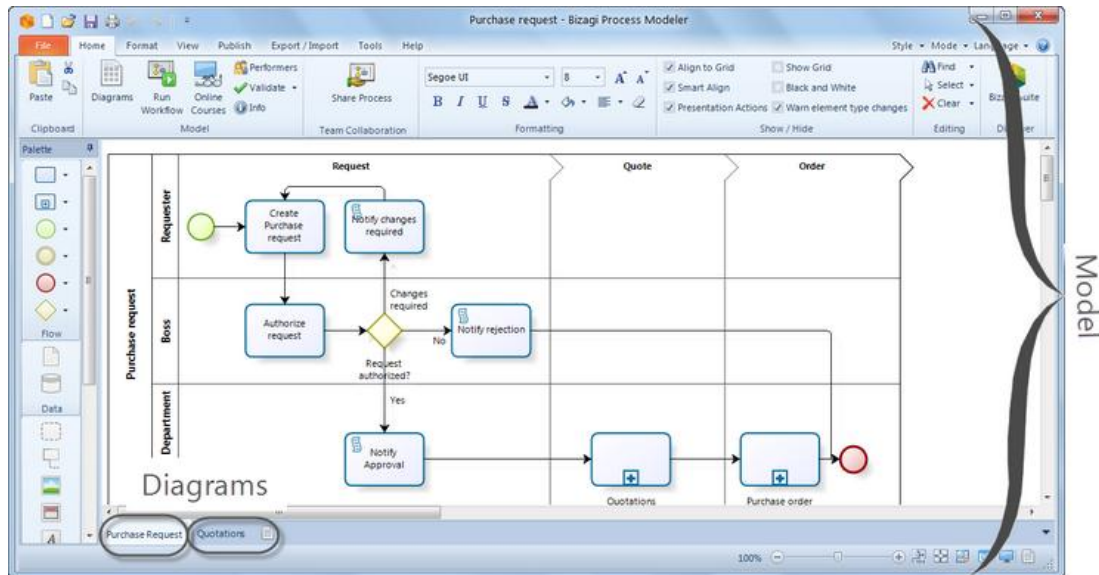 Purchase request - Bizagi Process Modeler
File Home Format View Publish Export / Import Tools Help Style Mode Language
Paste
Diagrams
Run Workflow
Online Courses
Performers
Validate
Info
Share Process
Segoe UI 8 A A
B I U S A
Align to Grid
Smart Align
Presentation Actions
Show Grid
Black and White
Warn element type changes
Find
Select
Clear
Clipboard Model Team Collaboration Formatting Show / Hide Editing
Palette
Flow
Data
A
Request Quote Order
Purchase request
Requester
Create
Purchase
request
Notify changes
required
Boss
Authorize
request
Changes
required
No
Notify rejection
Request
authorized?
Yes
Department
Notify
Approval
Quotations
Purchase order
Diagrams
Purchase Request Quotations
100%
Model